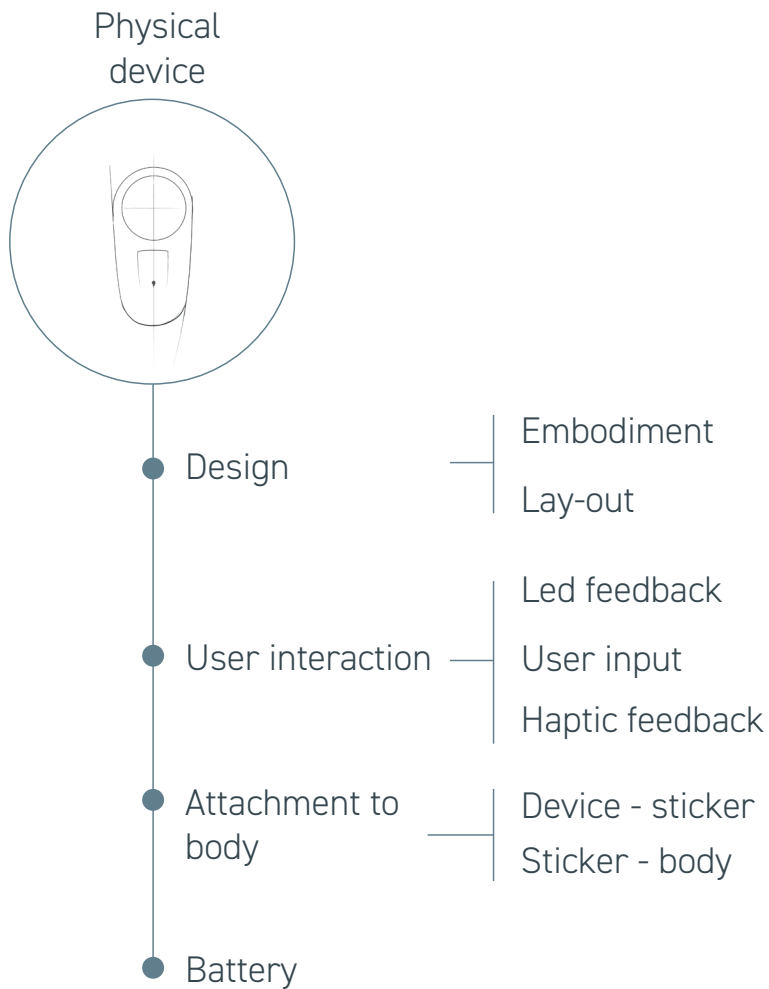 Physical
device
Design
Embodiment
Lay-out
User interaction
Led feedback
User input
Haptic feedback
Attachment to
body
Device - sticker
Sticker - body
Battery